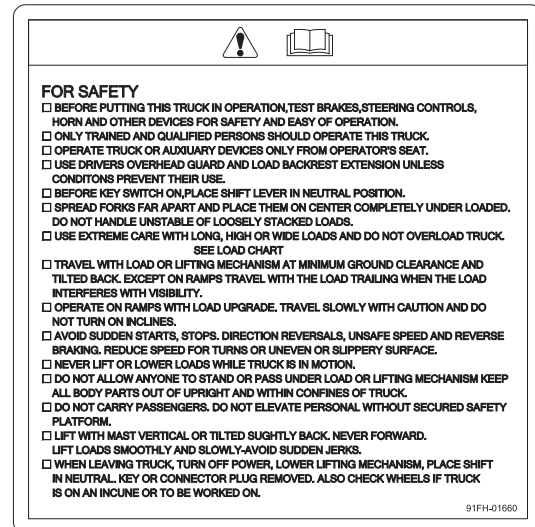 FOR SAFETY
☐ BEFORE PUTTING THIS TRUCK IN OPERATION,TEST BRAKES,STEERING CONTROLS,
HORN AND OTHER DEVICES FOR SAFETY AND EASY OF OPERATION.
☐ ONLY TRAINED AND QUALIFIED PERSONS SHOULD OPERATE THIS TRUCK.
☐ OPERATE TRUCK OR AUXIUARY DEVICES ONLY FROM OPERATOR'S SEAT.
☐ USE DRIVERS OVERHEAD GUARD AND LOAD BACKREST EXTENSION UNLESS
CONDITONS PREVENT THEIR USE.
☐ BEFORE KEY SWITCH ON,PLACE SHIFT LEVER IN NEUTRAL POSITION.
☐ SPREAD FORKS FAR APART AND PLACE THEM ON CENTER COMPLETELY UNDER LOADED.
DO NOT HANDLE UNSTABLE OF LOOSELY STACKED LOADS.
☐ USE EXTREME CARE WITH LONG, HIGH OR WIDE LOADS AND DO NOT OVERLOAD TRUCK.
SEE LOAD CHART
☐ TRAVEL WITH LOAD OR LIFTING MECHANISM AT MINIMUM GROUND CLEARANCE AND
TILTED BACK. EXCEPT ON RAMPS TRAVEL WITH THE LOAD TRAILING WHEN THE LOAD
INTERFERES WITH VISIBILITY.
☐ OPERATE ON RAMPS WITH LOAD UPGRADE. TRAVEL SLOWLY WITH CAUTION AND DO
NOT TURN ON INCLINES.
☐ AVOID SUDDEN STARTS, STOPS. DIRECTION REVERSALS, UNSAFE SPEED AND REVERSE
BRAKING. REDUCE SPEED FOR TURNS OR UNEVEN OR SLIPPERY SURFACE.
☐ NEVER LIFT OR LOWER LOADS WHILE TRUCK IS IN MOTION.
☐ DO NOT ALLOW ANYONE TO STAND OR PASS UNDER LOAD OR LIFTING MECHANISM KEEP
ALL BODY PARTS OUT OF UPRIGHT AND WITHIN CONFINES OF TRUCK.
☐ DO NOT CARRY PASSENGERS. DO NOT ELEVATE PERSONAL WITHOUT SECURED SAFETY
PLATFORM.
☐ LIFT WITH MAST VERTICAL OR TILTED SUGHTLY BACK. NEVER FORWARD.
LIFT LOADS SMOOTHLY AND SLOWLY-AVOID SUDDEN JERKS.
☐ WHEN LEAVING TRUCK, TURN OFF POWER, LOWER LIFTING MECHANISM, PLACE SHIFT
IN NEUTRAL. KEY OR CONNECTOR PLUG REMOVED. ALSO CHECK WHEELS IF TRUCK
IS ON AN INCUNE OR TO BE WORKED ON.
91FH-01660